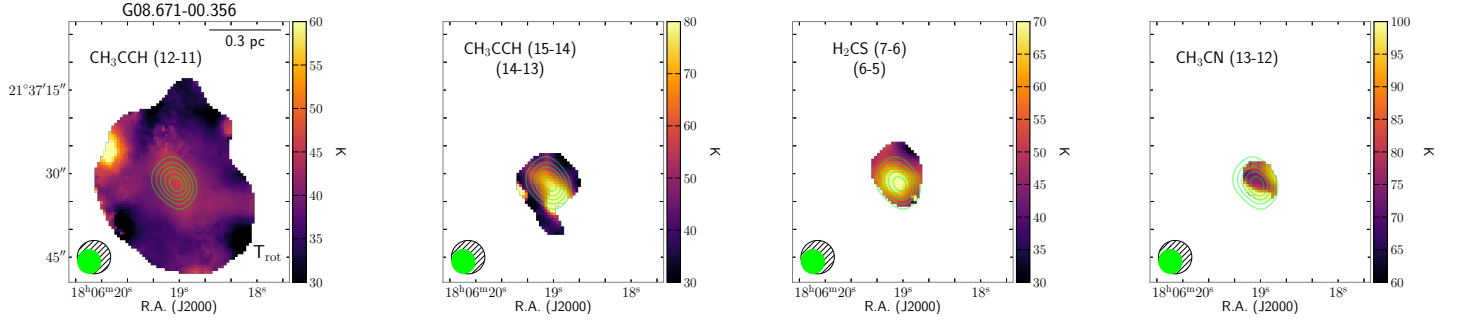 G08.671-00.356
0.3 pc
CH₃CCH (12-11)
21°37′15″
30″
45″
T_rot
18ʰ06ᵐ20ˢ 19ˢ 18ˢ
R.A. (J2000)
60
55
50
45
40
35
30
K
CH₃CCH (15-14)
(14-13)
18ʰ06ᵐ20ˢ 19ˢ 18ˢ
R.A. (J2000)
80
70
60
50
40
30
K
H₂CS (7-6)
(6-5)
18ʰ06ᵐ20ˢ 19ˢ 18ˢ
R.A. (J2000)
70
65
60
55
50
45
40
35
30
K
CH₃CN (13-12)
18ʰ06ᵐ20ˢ 19ˢ 18ˢ
R.A. (J2000)
100
95
90
85
80
75
70
65
60
K